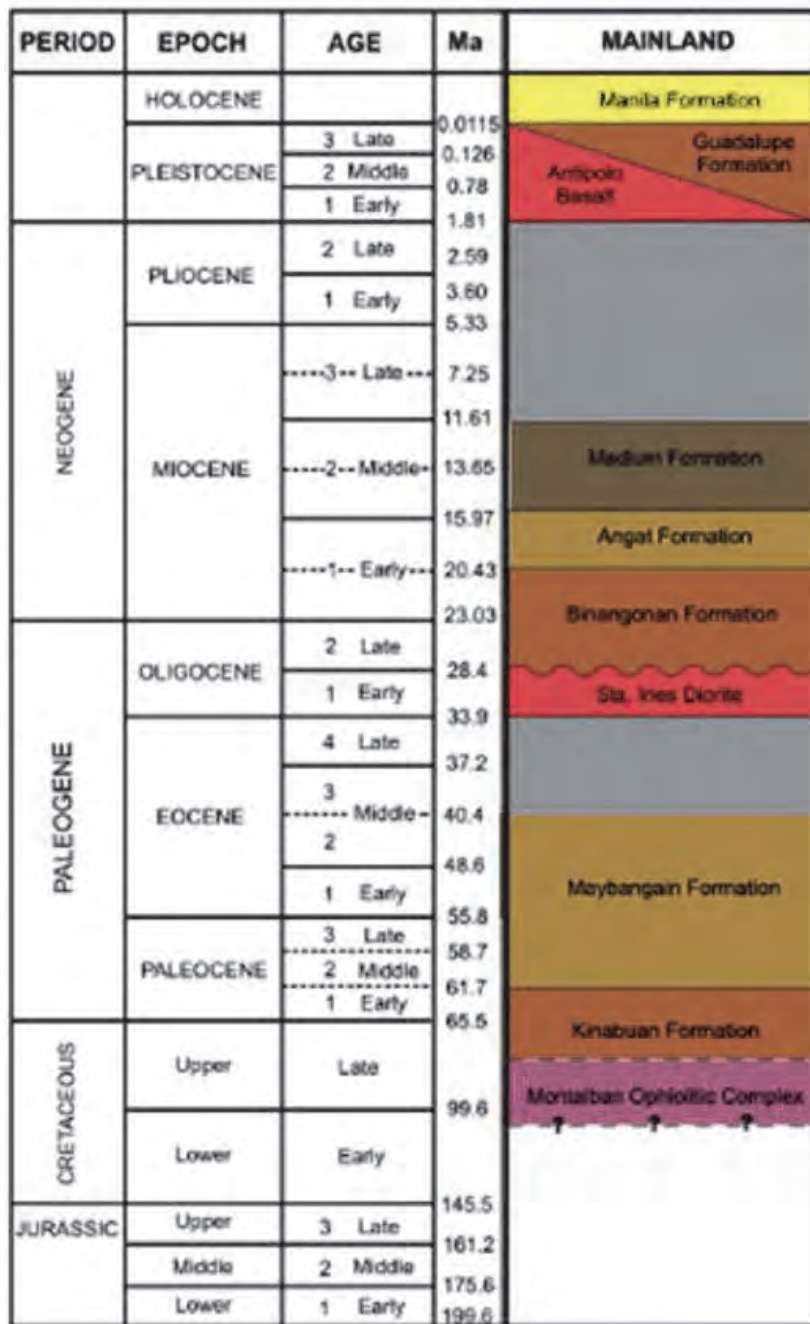 PERIOD EPOCH AGE Ma MAINLAND
HOLOCENE
Manila Formation
0.0115
PLEISTOCENE
3 Late
0.126
2 Middle
0.78
1 Early
1.81
Guadalupe
Formation
Antipolo
Basalt
NEOGENE
PLIOCENE
2 Late
2.59
3.60
1 Early
5.33
MIOCENE
3 Late
7.25
11.61
2 Middle
13.65
Madlum Formation
15.97
Angat Formation
1 Early
20.43
23.03
Binangonan Formation
PALEOGENE
OLIGOCENE
2 Late
28.4
1 Early
33.9
Sta. Ines Diorite
EOCENE
4 Late
37.2
3
Middle
40.4
2
48.6
1 Early
55.8
Maybangain Formation
PALEOCENE
3 Late
58.7
2 Middle
61.7
1 Early
65.5
Kinabuan Formation
CRETACEOUS
Upper
Late
99.6
Montalban Ophiolitic Complex
? ? ?
Lower
Early
145.5
JURASSIC
Upper
3 Late
161.2
Middle
2 Middle
175.6
Lower
1 Early
199.6